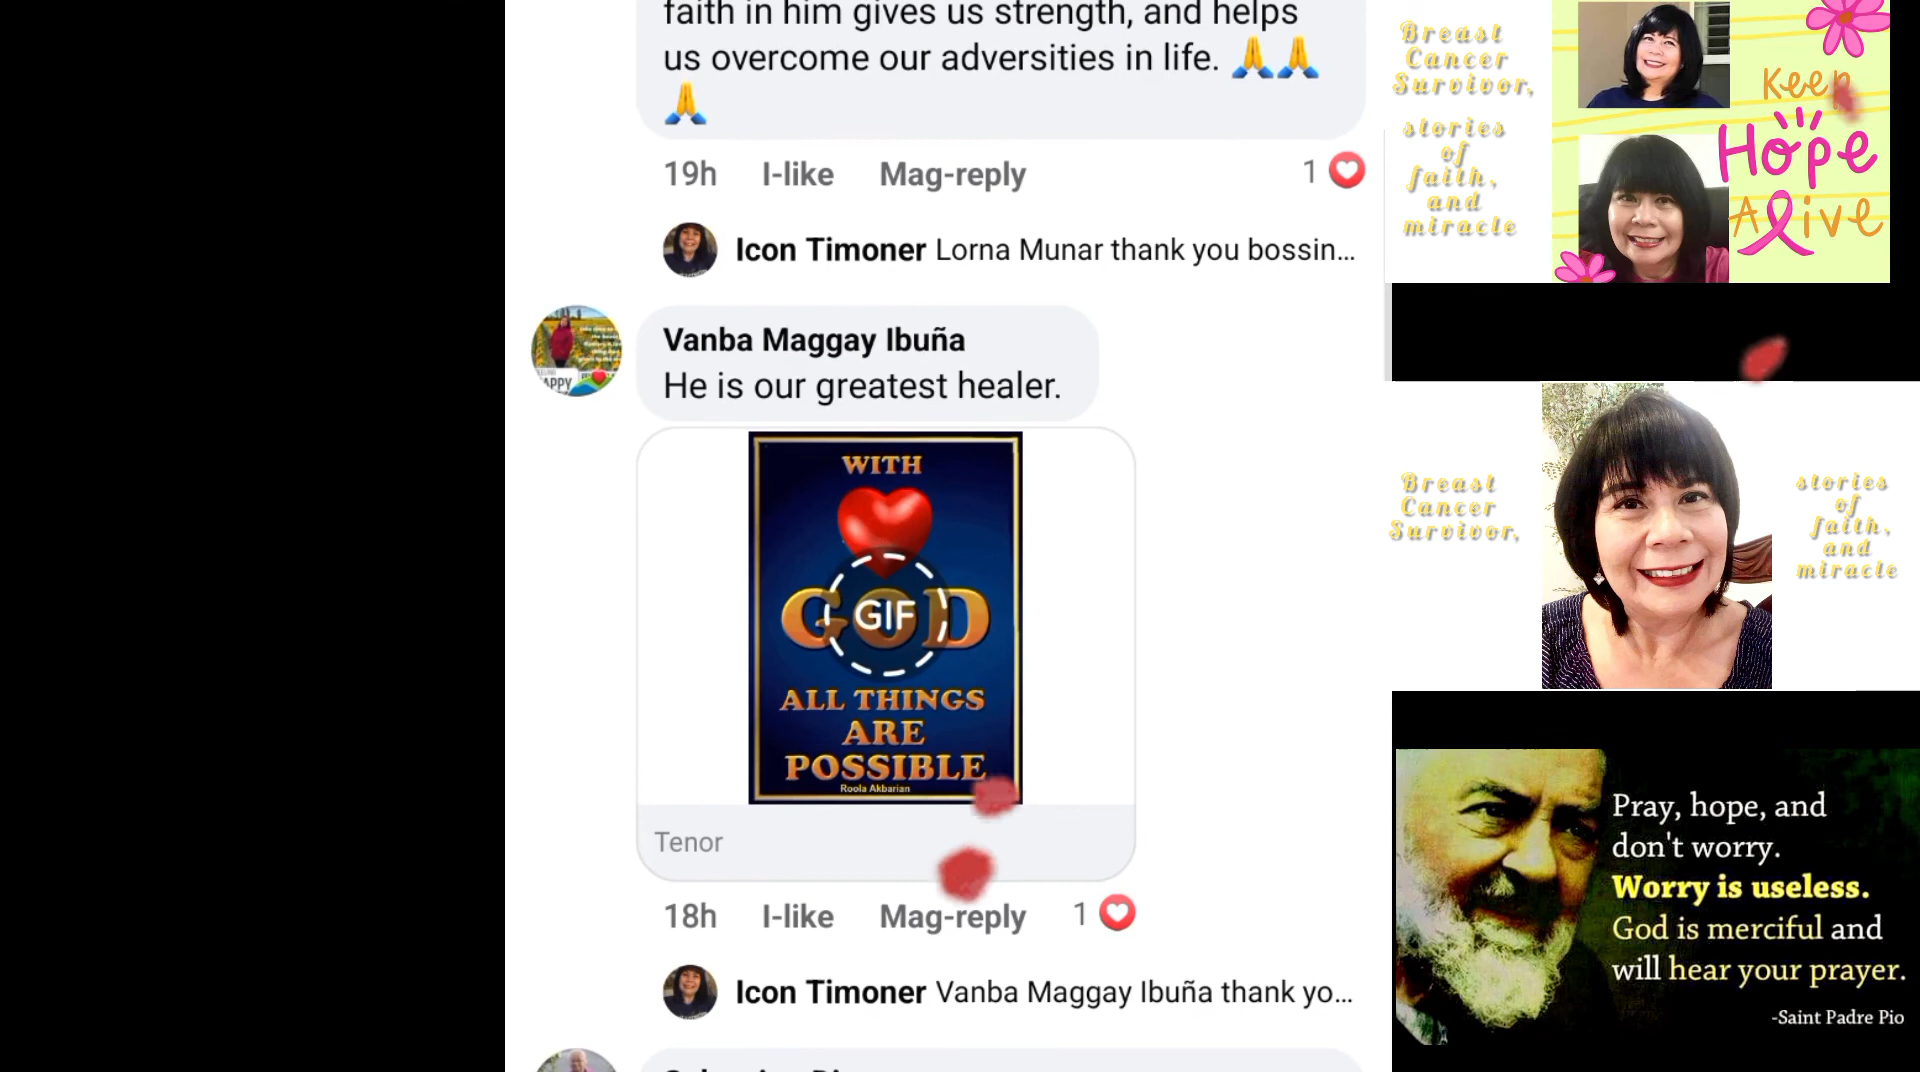 faith in him gives us strength, and helps
us overcome our adversities in life. 🙏🙏
🙏
19h I-like Mag-reply 1
Icon Timoner Lorna Munar thank you bossin...
Vanba Maggay Ibuña
He is our greatest healer.
WITH
GOD
GIF
ALL THINGS
ARE
POSSIBLE
Roola Akbarian
Tenor
18h I-like Mag-reply 1
Icon Timoner Vanba Maggay Ibuña thank yo...
Breast
Cancer
Survivor,
stories
of
faith,
and
miracle
Keep
Hope
Alive
Breast
Cancer
Survivor,
stories
of
faith,
and
miracle
Pray, hope, and
don't worry.
Worry is useless.
God is merciful and
will hear your prayer.
-Saint Padre Pio